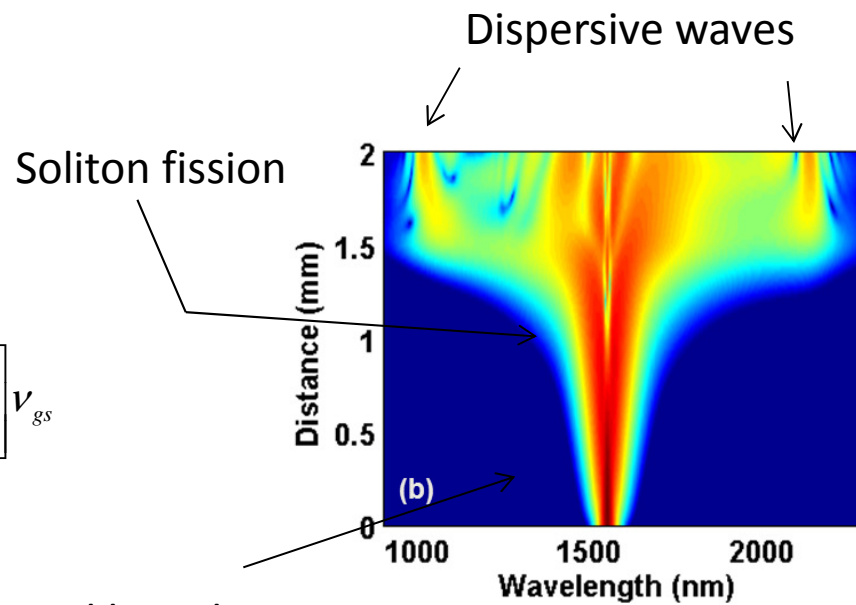 Dispersive waves
Soliton fission
2
1.5
1
0.5
0
Distance (mm)
(b)
1000 1500 2000
Wavelength (nm)
] ν_gs